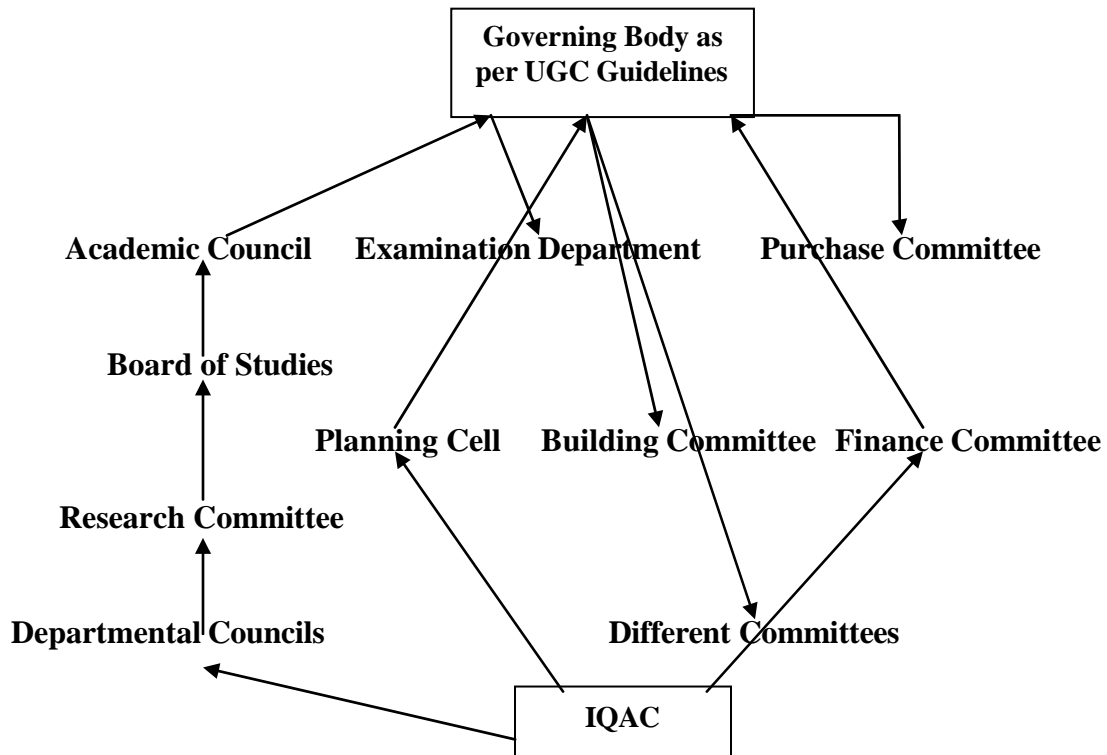 Governing Body as
per UGC Guidelines
Academic Council
Examination Department
Purchase Committee
Board of Studies
Planning Cell
Building Committee
Finance Committee
Research Committee
Departmental Councils
Different Committees
IQAC